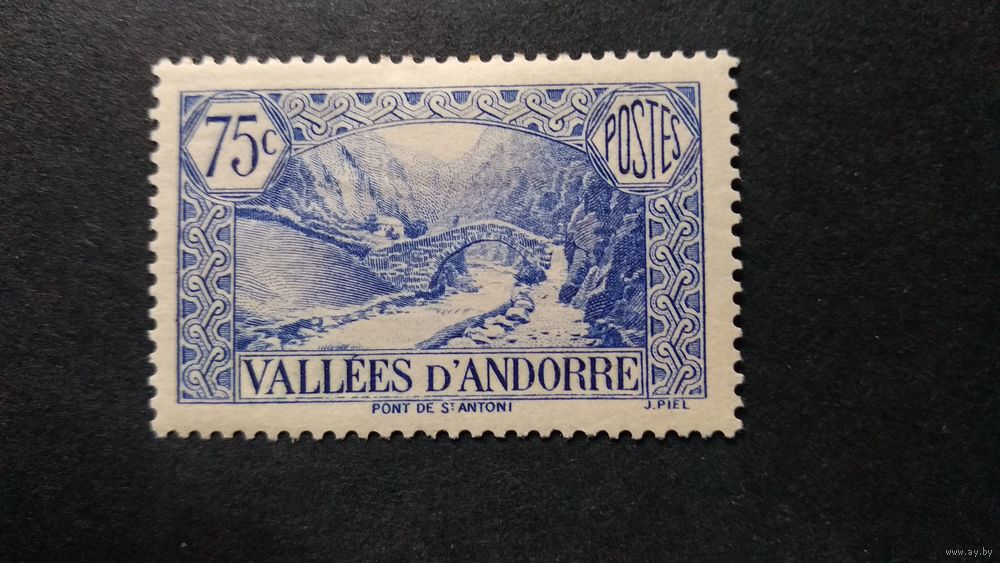 75c
POSTES
VALLÉES D'ANDORRE
PONT DE ST ANTONI
J.PIEL
www.ay.by